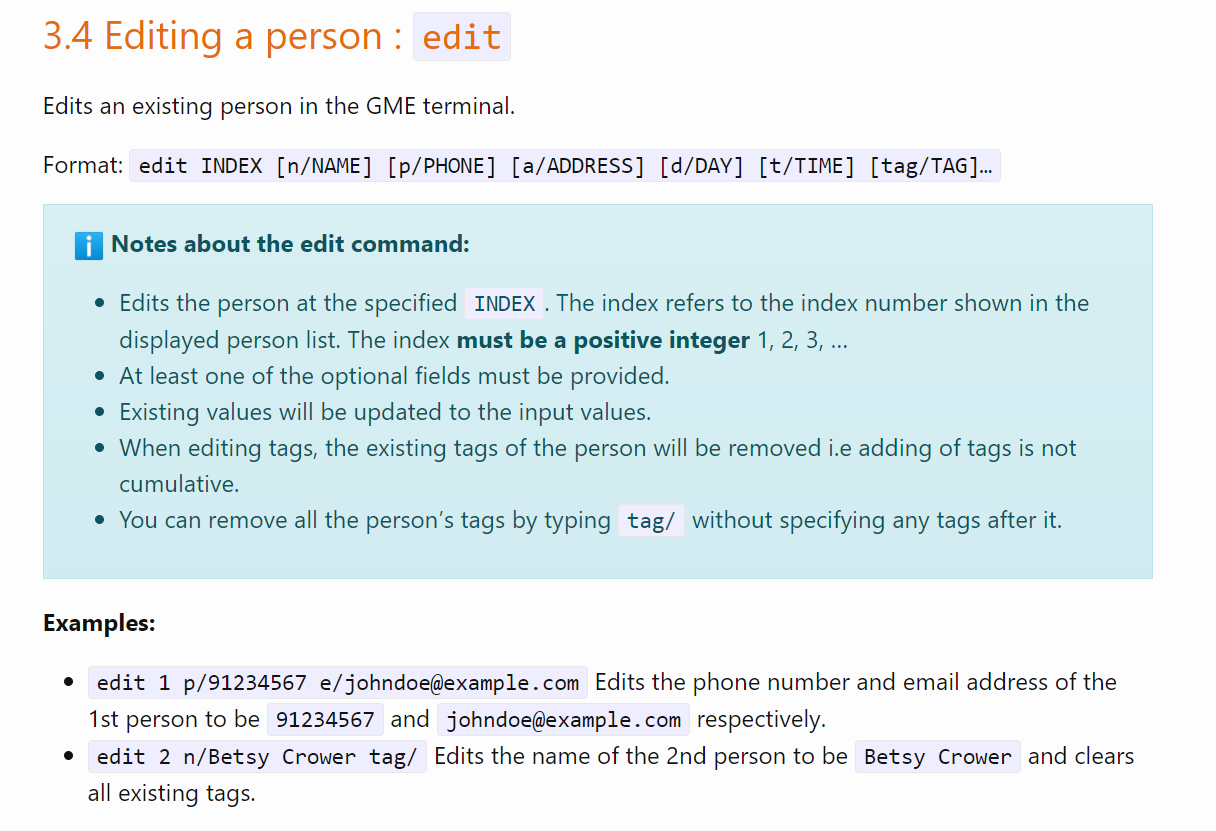 3.4 Editing a person : edit
Edits an existing person in the GME terminal.
Format: edit INDEX [n/NAME] [p/PHONE] [a/ADDRESS] [d/DAY] [t/TIME] [tag/TAG]…
ℹ️ Notes about the edit command:
• Edits the person at the specified INDEX. The index refers to the index number shown in the
displayed person list. The index must be a positive integer 1, 2, 3, …
• At least one of the optional fields must be provided.
• Existing values will be updated to the input values.
• When editing tags, the existing tags of the person will be removed i.e adding of tags is not
cumulative.
• You can remove all the person’s tags by typing tag/ without specifying any tags after it.
Examples:
• edit 1 p/91234567 e/johndoe@example.com Edits the phone number and email address of the
1st person to be 91234567 and johndoe@example.com respectively.
• edit 2 n/Betsy Crower tag/ Edits the name of the 2nd person to be Betsy Crower and clears
all existing tags.